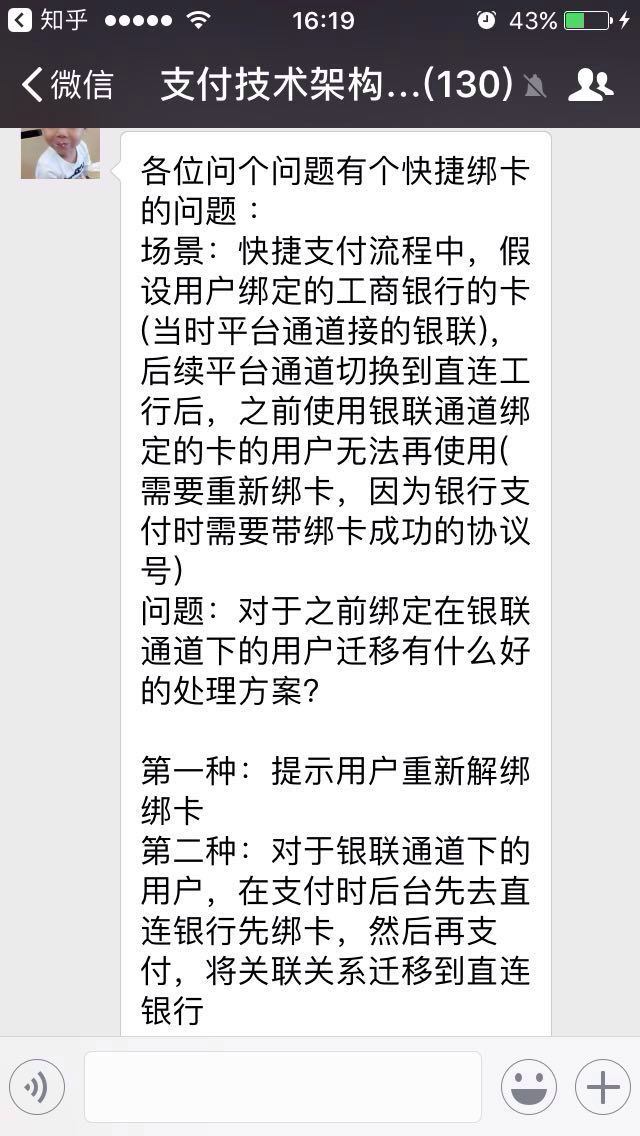 知乎 16:19 43%
微信 支付技术架构...(130)
各位问个问题有个快捷绑卡
的问题：
场景：快捷支付流程中，假
设用户绑定的工商银行的卡
(当时平台通道接的银联)，
后续平台通道切换到直连工
行后，之前使用银联通道绑
定的卡的用户无法再使用(
需要重新绑卡，因为银行支
付时需要带绑卡成功的协议
号)
问题：对于之前绑定在银联
通道下的用户迁移有什么好
的处理方案?
第一种：提示用户重新解绑
绑卡
第二种：对于银联通道下的
用户，在支付时后台先去直
连银行先绑卡，然后再支
付，将关联关系迁移到直连
银行